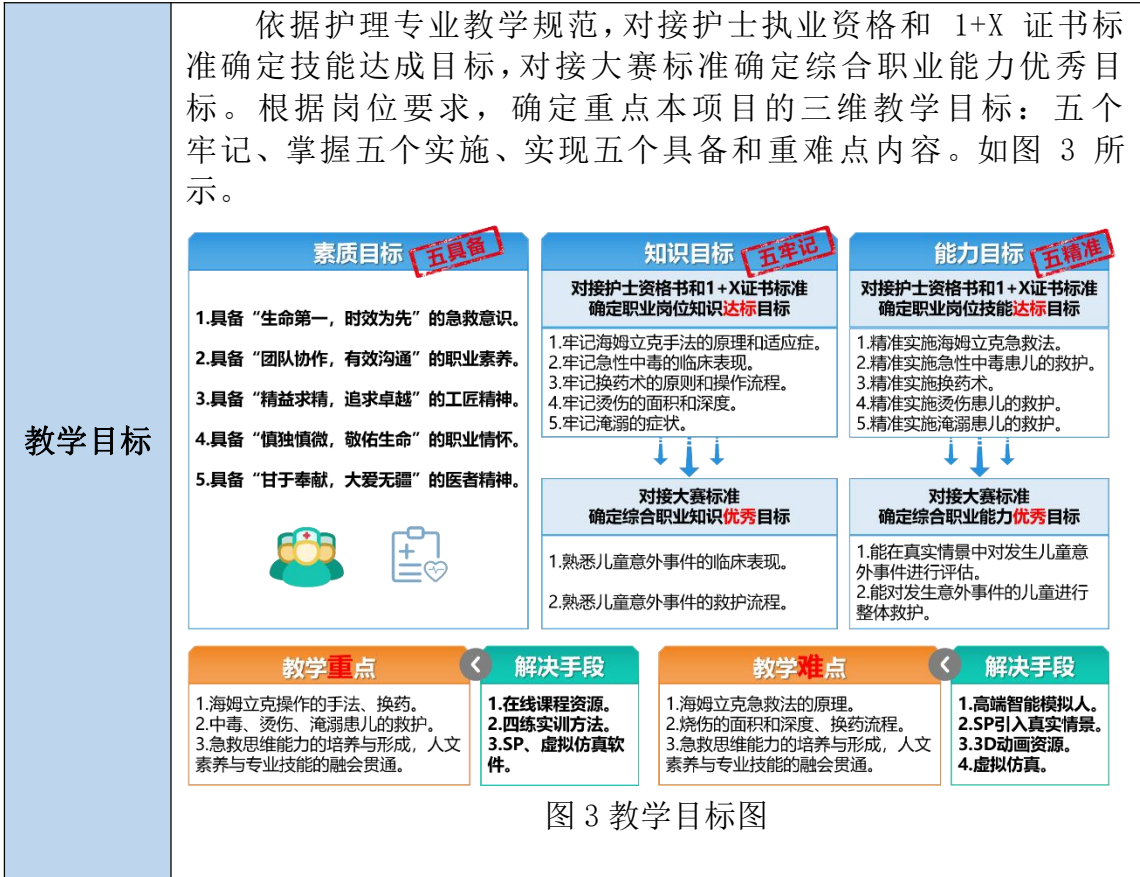 教学目标
依据护理专业教学规范，对接护士执业资格和 1+X 证书标
准确定技能达成目标，对接大赛标准确定综合职业能力优秀目
标。根据岗位要求，确定重点本项目的三维教学目标：五个
牢记、掌握五个实施、实现五个具备和重难点内容。如图 3 所
示。
素质目标 五具备
1.具备“生命第一，时效为先”的急救意识。
2.具备“团队协作，有效沟通”的职业素养。
3.具备“精益求精，追求卓越”的工匠精神。
4.具备“慎独慎微，敬佑生命”的职业情怀。
5.具备“甘于奉献，大爱无疆”的医者精神。
知识目标 五牢记
对接护士资格书和1+X证书标准
确定职业岗位知识达标目标
1.牢记海姆立克手法的原理和适应症。
2.牢记急性中毒的临床表现。
3.牢记换药术的原则和操作流程。
4.牢记烫伤的面积和深度。
5.牢记淹溺的症状。
对接大赛标准
确定综合职业知识优秀目标
1.熟悉儿童意外事件的临床表现。
2.熟悉儿童意外事件的救护流程。
能力目标 五精准
对接护士资格书和1+X证书标准
确定职业岗位技能达标目标
1.精准实施海姆立克急救法。
2.精准实施急性中毒患儿的救护。
3.精准实施换药术。
4.精准实施烫伤患儿的救护。
5.精准实施淹溺患儿的救护。
对接大赛标准
确定综合职业能力优秀目标
1.能在真实情景中对发生儿童意
外事件进行评估。
2.能对发生意外事件的儿童进行
整体救护。
教学重点
1.海姆立克操作的手法、换药。
2.中毒、烫伤、淹溺患儿的救护。
3.急救思维能力的培养与形成，人文
素养与专业技能的融会贯通。
解决手段
1.在线课程资源。
2.四练实训方法。
3.SP、虚拟仿真软
件。
教学难点
1.海姆立克急救法的原理。
2.烧伤的面积和深度、换药流程。
3.急救思维能力的培养与形成，人文
素养与专业技能的融会贯通。
解决手段
1.高端智能模拟人。
2.SP引入真实情景。
3.3D动画资源。
4.虚拟仿真。
图 3 教学目标图